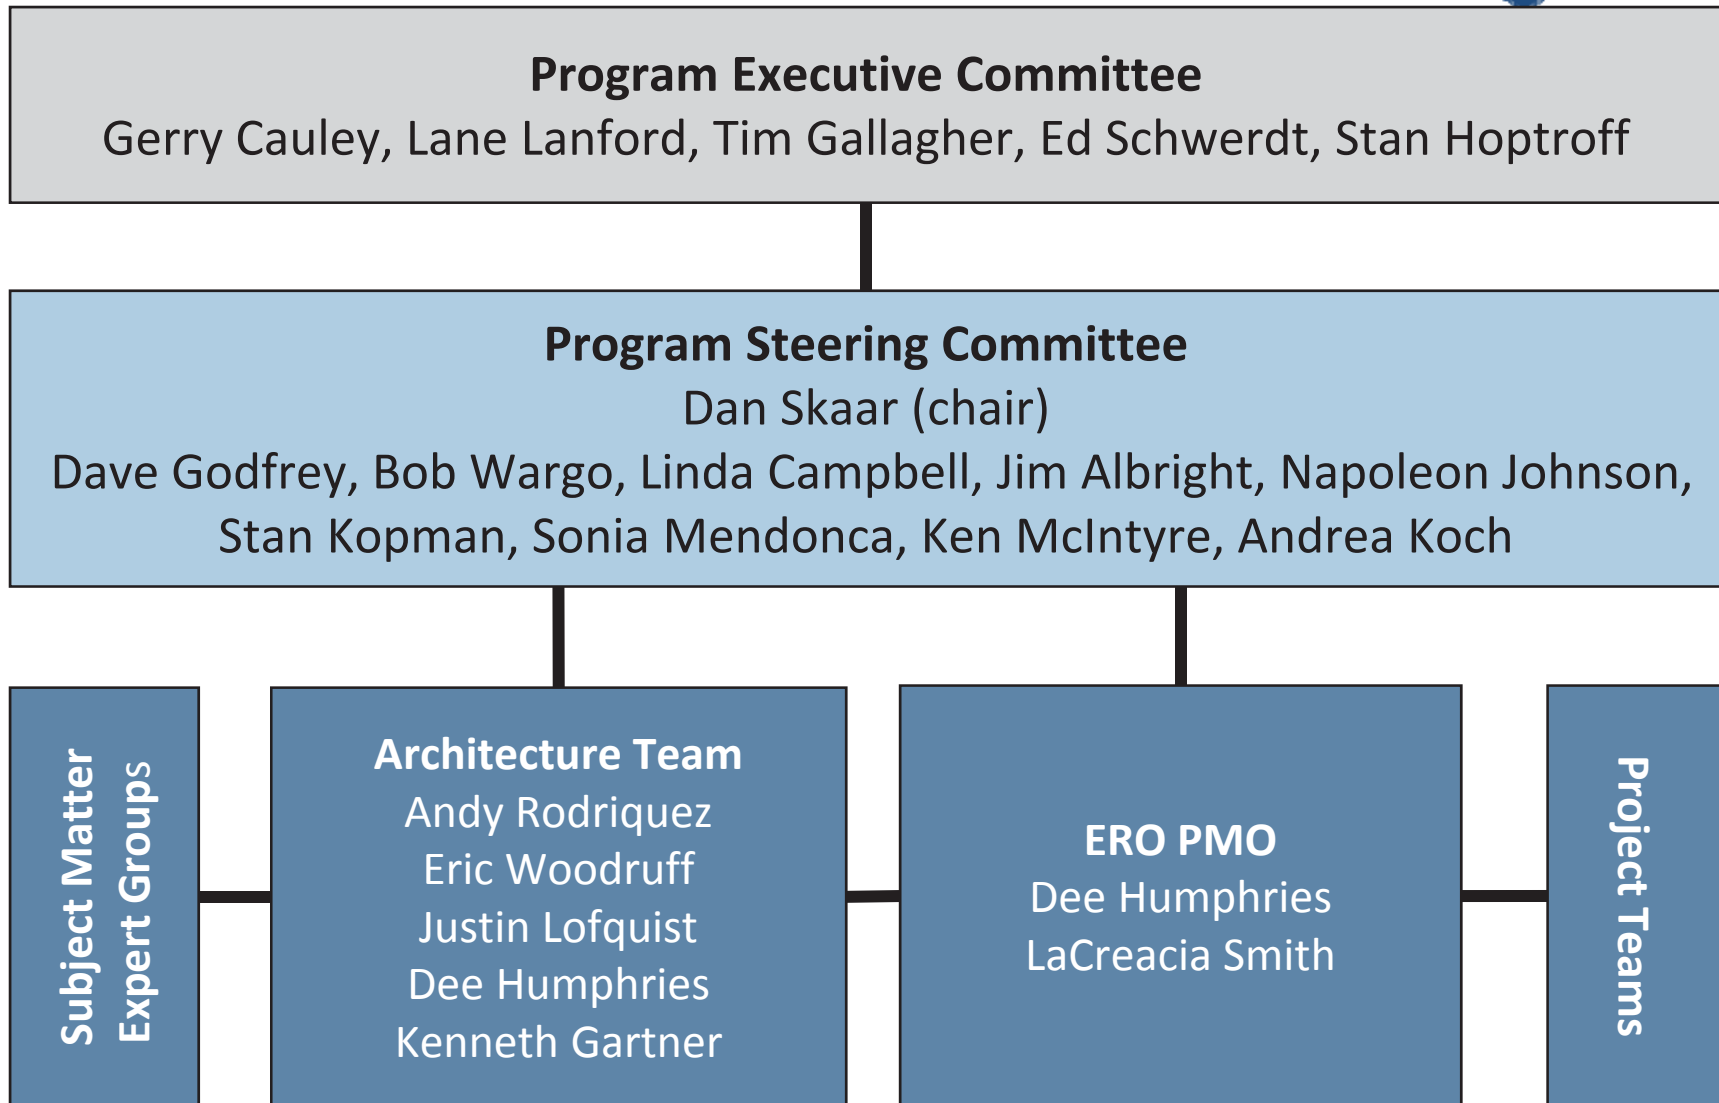 Program Executive Committee
Gerry Cauley, Lane Lanford, Tim Gallagher, Ed Schwerdt, Stan Hoptroff
Program Steering Committee
Dan Skaar (chair)
Dave Godfrey, Bob Wargo, Linda Campbell, Jim Albright, Napoleon Johnson,
Stan Kopman, Sonia Mendonca, Ken McIntyre, Andrea Koch
Subject Matter
Expert Groups
Architecture Team
Andy Rodriquez
Eric Woodruff
Justin Lofquist
Dee Humphries
Kenneth Gartner
ERO PMO
Dee Humphries
LaCreacia Smith
Project Teams